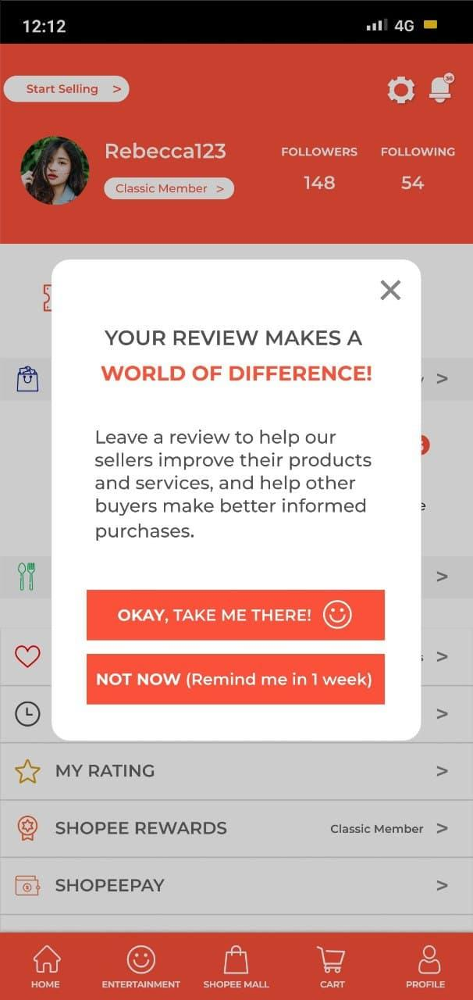 12:12
4G
Start Selling >
36
Rebecca123
FOLLOWERS
FOLLOWING
Classic Member >
148
54
YOUR REVIEW MAKES A
WORLD OF DIFFERENCE!
>
Leave a review to help our
sellers improve their products
and services, and help other
buyers make better informed
purchases.
>
OKAY, TAKE ME THERE!
>
NOT NOW (Remind me in 1 week)
>
MY RATING >
SHOPEE REWARDS Classic Member >
SHOPEEPAY >
HOME
ENTERTAINMENT
SHOPEE MALL
CART
PROFILE